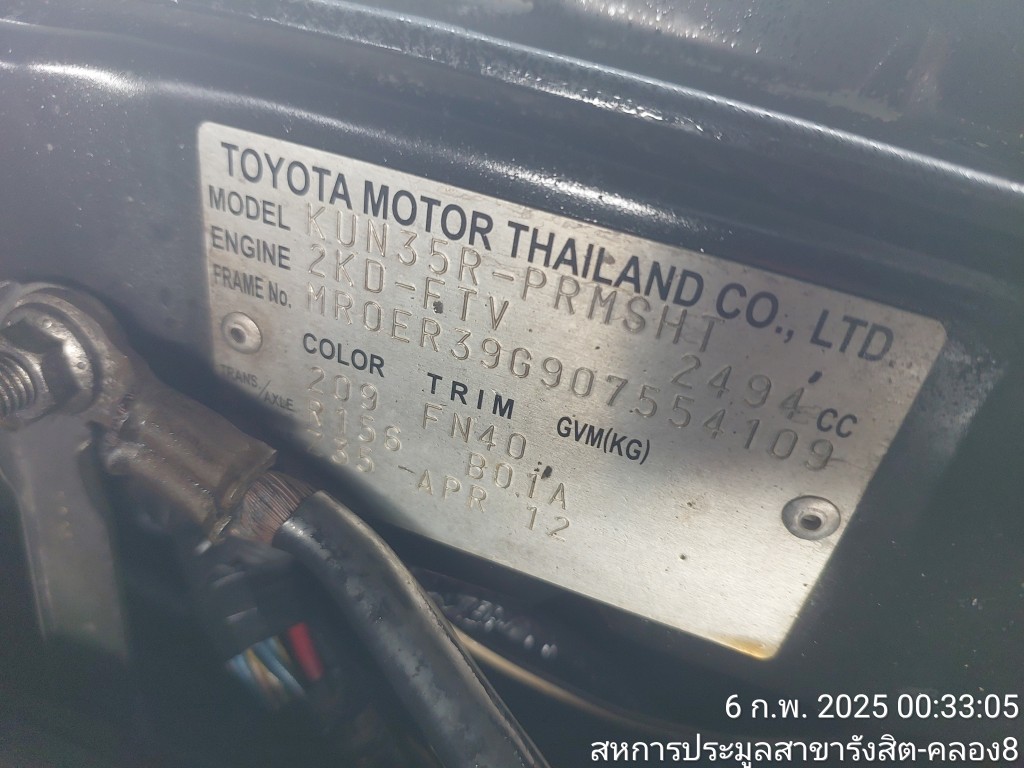 TOYOTA MOTOR THAILAND CO., LTD
MODEL KUN35R-PRMSHT
ENGINE 2KD-FTV 2494 CC
FRAME No. MR0ER39G907554109
COLOR TRIM GVM(KG)
209 FN40
TRANS/AXLE R156 B01A
APR 12
6 ก.พ. 2025 00:33:05
สหการประมูลสาขารังสิต-คลอง8